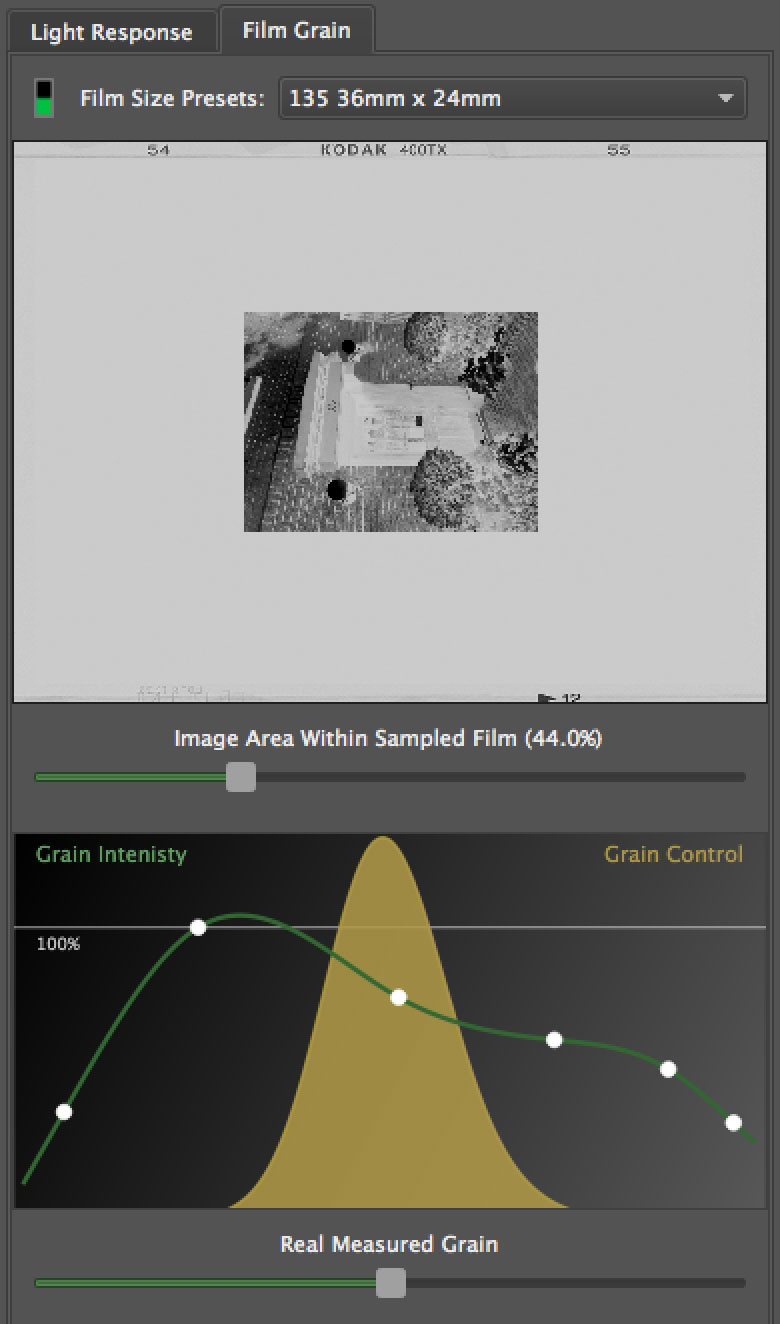 Light Response
Film Grain
Film Size Presets:
135 36mm x 24mm
54
KODAK 400TX
55
12
Image Area Within Sampled Film (44.0%)
Grain Intenisty
Grain Control
100%
Real Measured Grain